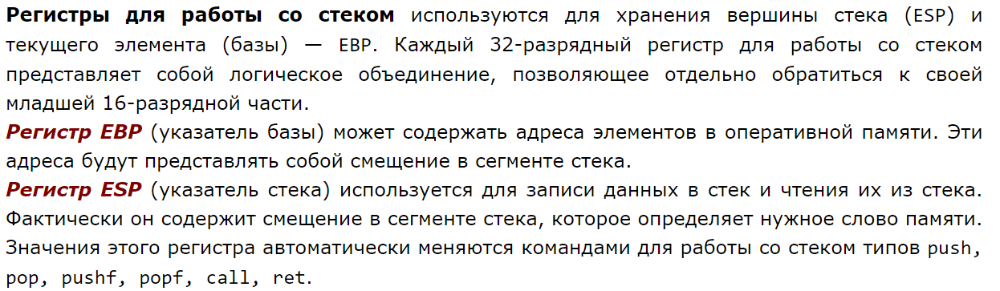 Регистры для работы со стеком используются для хранения вершины стека (ESP) и
текущего элемента (базы) — EBP. Каждый 32-разрядный регистр для работы со стеком
представляет собой логическое объединение, позволяющее отдельно обратиться к своей
младшей 16-разрядной части.
Регистр EBP (указатель базы) может содержать адреса элементов в оперативной памяти. Эти
адреса будут представлять собой смещение в сегменте стека.
Регистр ESP (указатель стека) используется для записи данных в стек и чтения их из стека.
Фактически он содержит смещение в сегменте стека, которое определяет нужное слово памяти.
Значения этого регистра автоматически меняются командами для работы со стеком типов push,
pop, pushf, popf, call, ret.